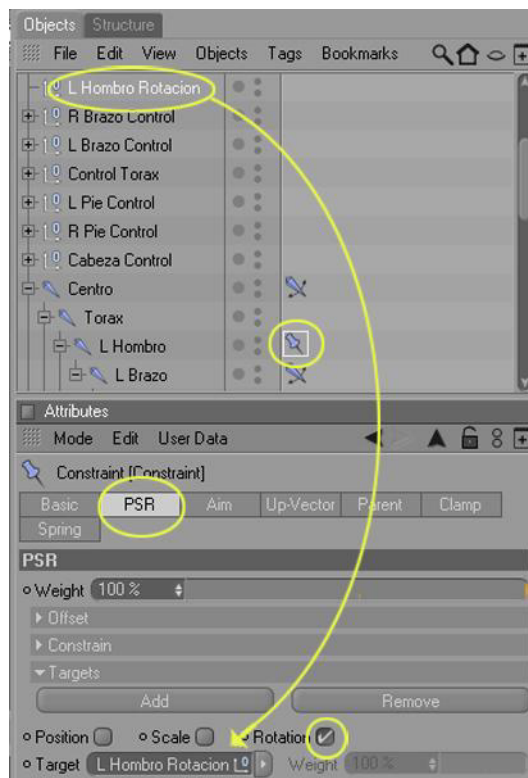 Objects Structure
File Edit View Objects Tags Bookmarks
L Hombro Rotacion
R Brazo Control
L Brazo Control
Control Torax
L Pie Control
R Pie Control
Cabeza Control
Centro
Torax
L Hombro
L Brazo
Attributes
Mode Edit User Data
Constraint [Constraint]
Basic PSR Aim Up-Vector Parent Clamp
Spring
PSR
Weight 100 %
Offset
Constrain
Targets
Add Remove
Position Scale Rotation
Target L Hombro Rotacion Weight 100 %